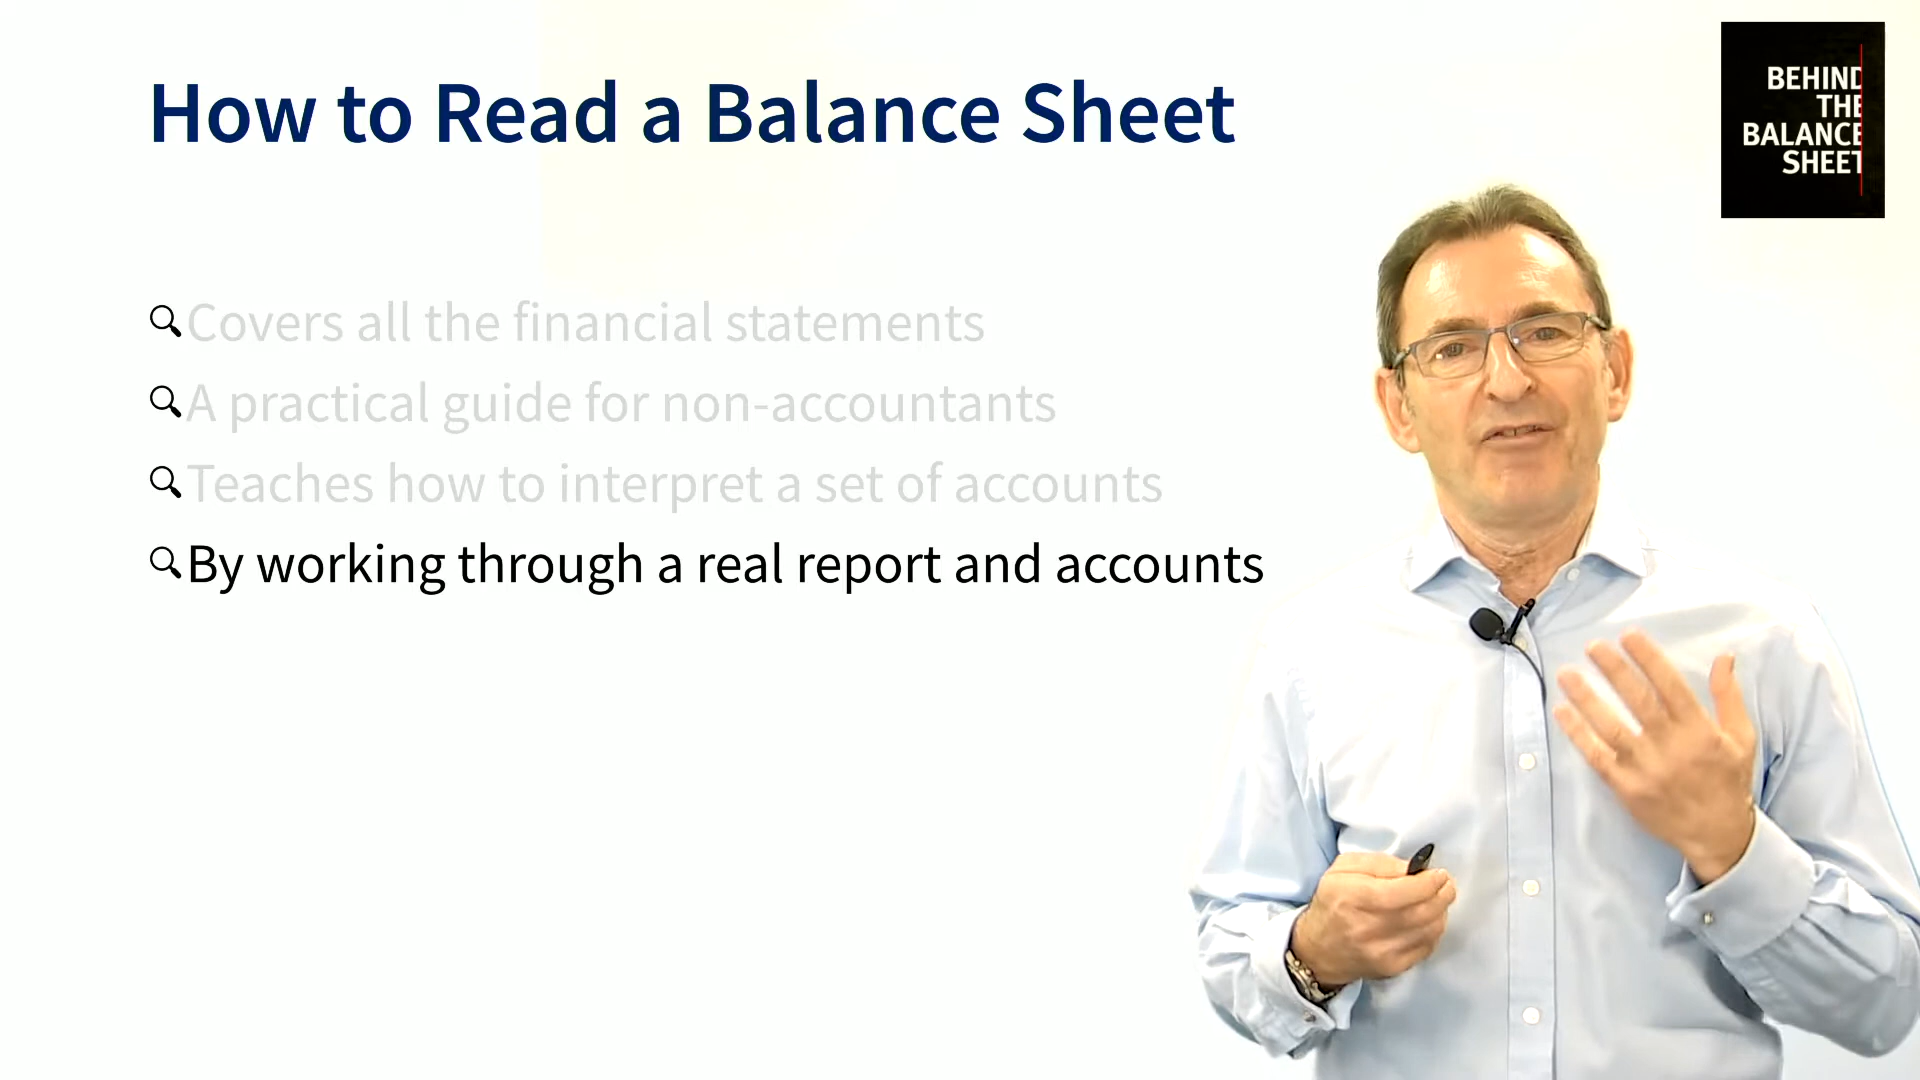 How to Read a Balance Sheet
BEHIND
THE
BALANCE
SHEET
Covers all the financial statements
A practical guide for non-accountants
Teaches how to interpret a set of accounts
By working through a real report and accounts